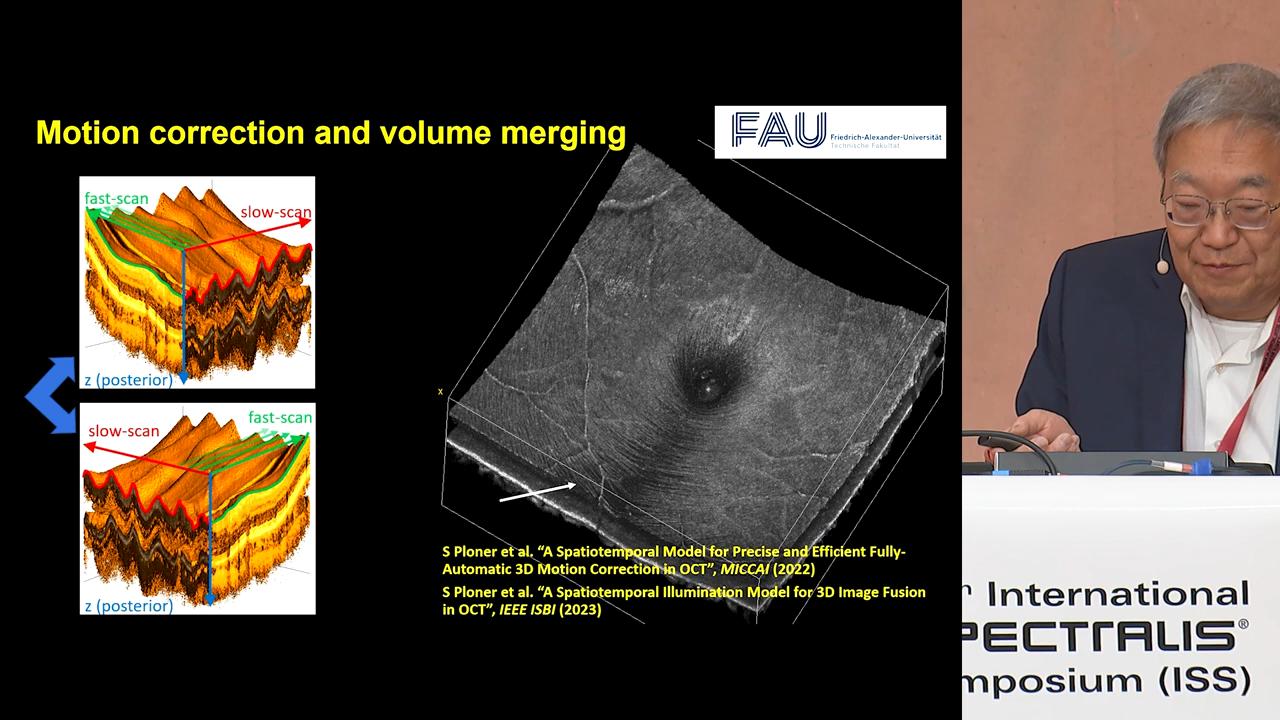 Motion correction and volume merging
FAU
Friedrich-Alexander-Universität
Technische Fakultät
fast-scan
slow-scan
z (posterior)
slow-scan
fast-scan
z (posterior)
x
S Ploner et al. “A Spatiotemporal Model for Precise and Efficient Fully-
Automatic 3D Motion Correction in OCT”, MICCAI (2022)
S Ploner et al. “A Spatiotemporal Illumination Model for 3D Image Fusion
in OCT”, IEEE ISBI (2023)
International
PECTRALIS®
mposium (ISS)